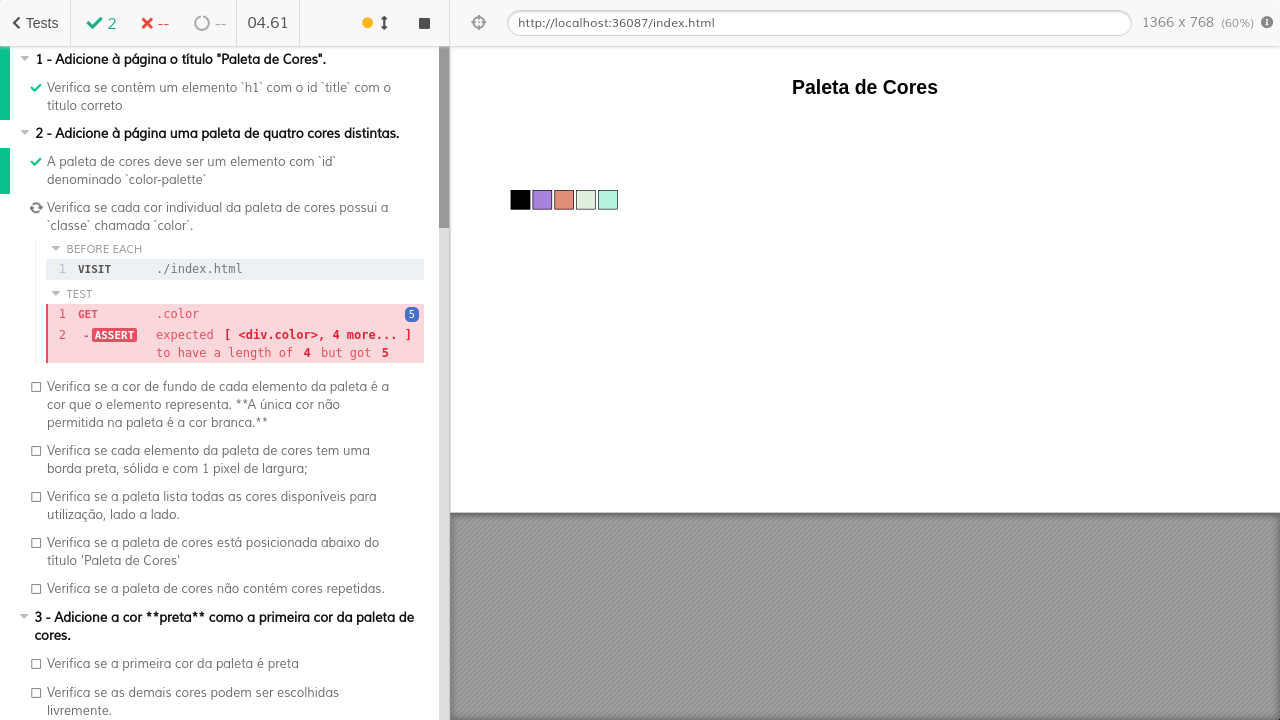 Tests
2
--
--
04.61
http://localhost:36087/index.html
1366 x 768 (60%)
1 - Adicione à página o título "Paleta de Cores".
Verifica se contém um elemento `h1` com o id `title` com o
título correto
2 - Adicione à página uma paleta de quatro cores distintas.
A paleta de cores deve ser um elemento com `id`
denominado `color-palette`
Verifica se cada cor individual da paleta de cores possui a
`classe` chamada `color`.
BEFORE EACH
1 VISIT ./index.html
TEST
1 GET .color 5
2 -ASSERT expected [ <div.color>, 4 more... ]
to have a length of 4 but got 5
Verifica se a cor de fundo de cada elemento da paleta é a
cor que o elemento representa. **A única cor não
permitida na paleta é a cor branca.**
Verifica se cada elemento da paleta de cores tem uma
borda preta, sólida e com 1 pixel de largura;
Verifica se a paleta lista todas as cores disponíveis para
utilização, lado a lado.
Verifica se a paleta de cores está posicionada abaixo do
título 'Paleta de Cores'
Verifica se a paleta de cores não contém cores repetidas.
3 - Adicione a cor **preta** como a primeira cor da paleta de
cores.
Verifica se a primeira cor da paleta é preta
Verifica se as demais cores podem ser escolhidas
livremente.
Paleta de Cores